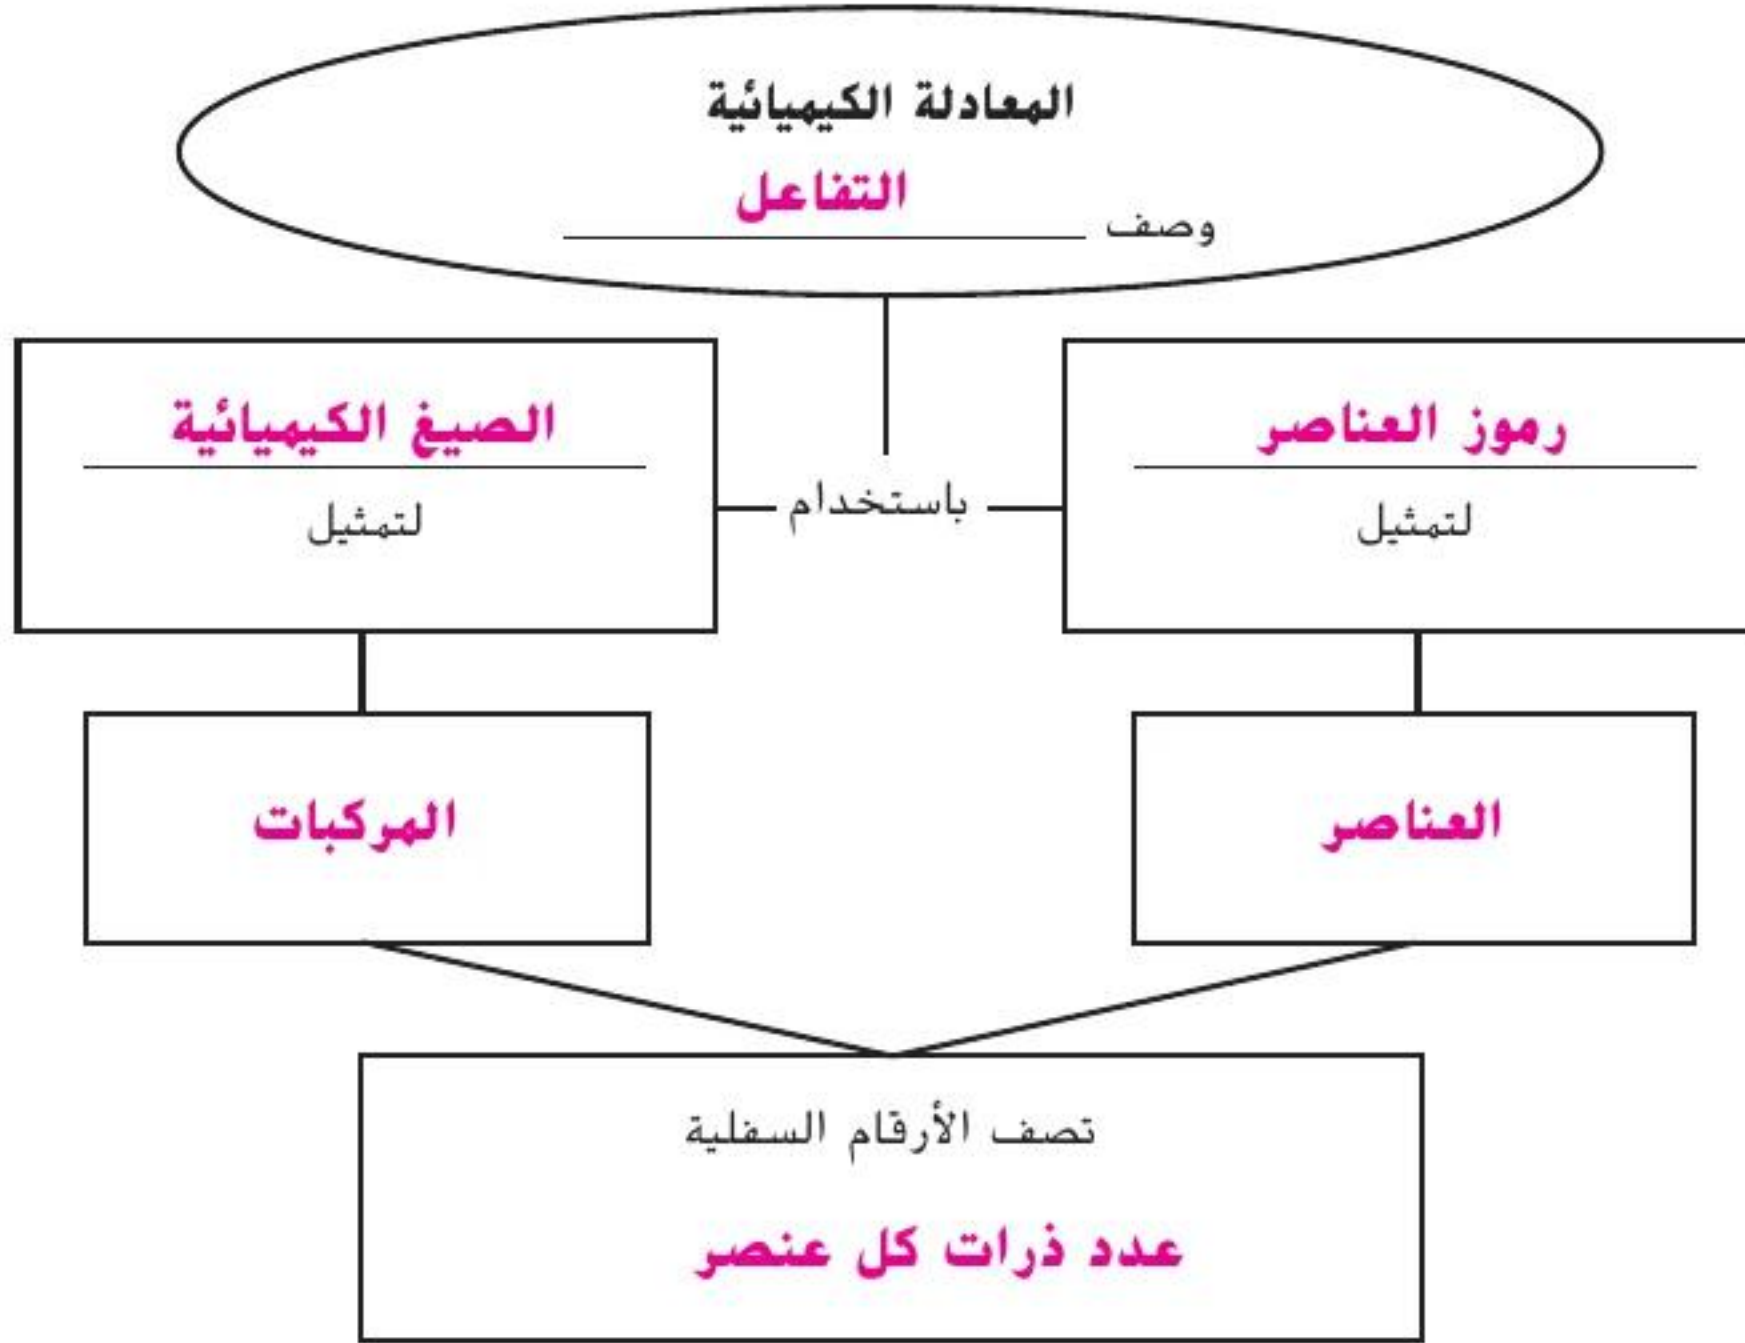 المعادلة الكيميائية
وصف التفاعل
رموز العناصر
لتمثيل
باستخدام
الصيغ الكيميائية
لتمثيل
العناصر
المركبات
تصف الأرقام السفلية
عدد ذرات كل عنصر